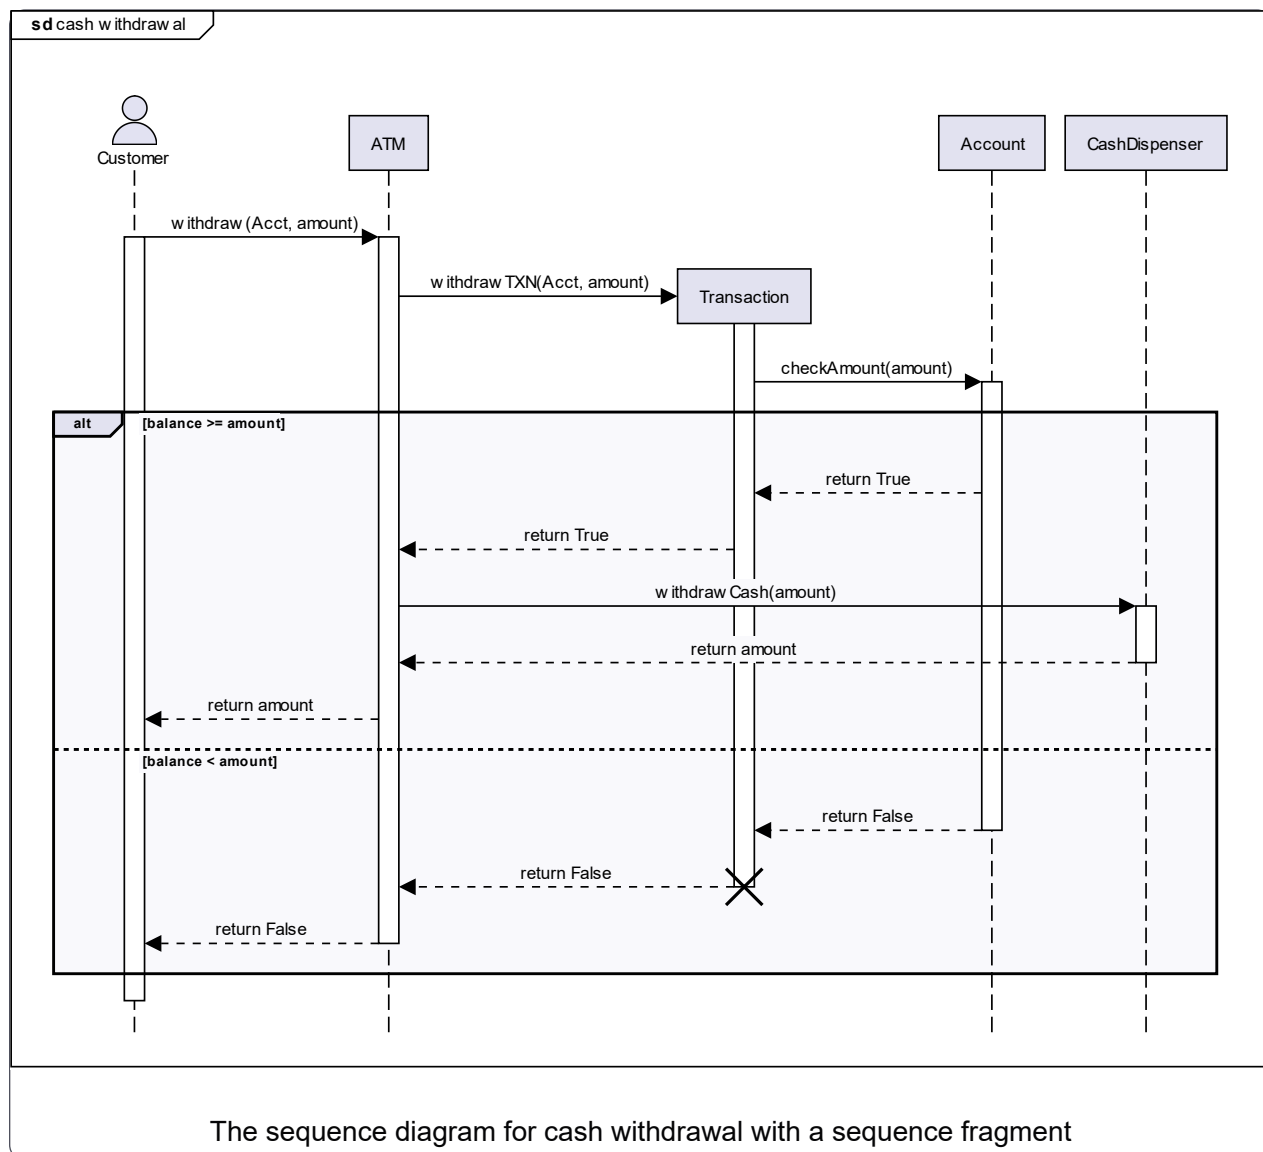 sd cash withdrawal
Customer
ATM
Account
CashDispenser
withdraw(Acct, amount)
withdrawTXN(Acct, amount)
Transaction
checkAmount(amount)
alt
[balance >= amount]
return True
return True
withdrawCash(amount)
return amount
return amount
[balance < amount]
return False
return False
return False
The sequence diagram for cash withdrawal with a sequence fragment